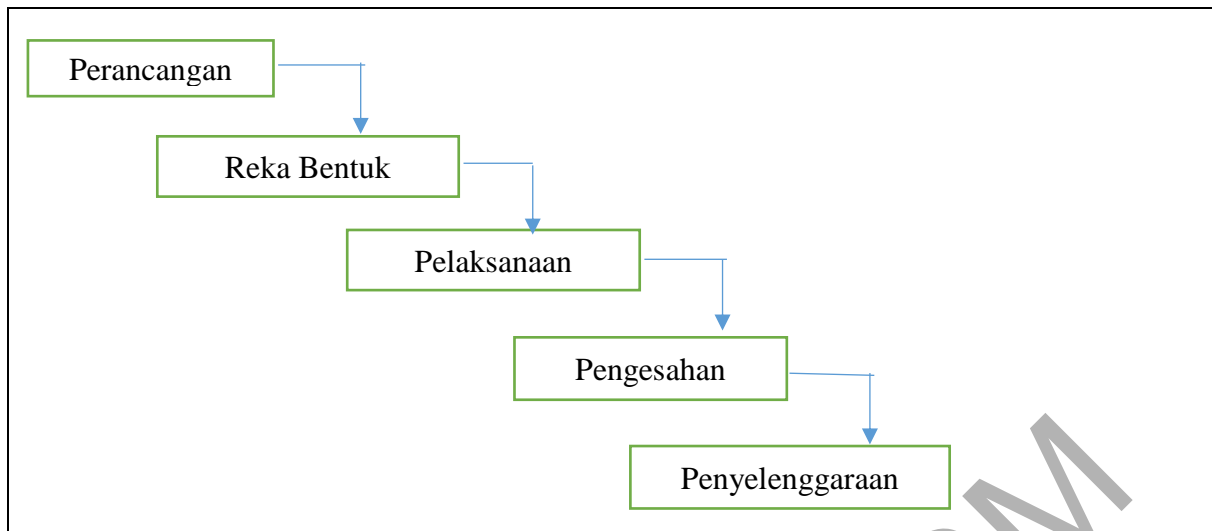 Perancangan
Reka Bentuk
Pelaksanaan
Pengesahan
Penyelenggaraan